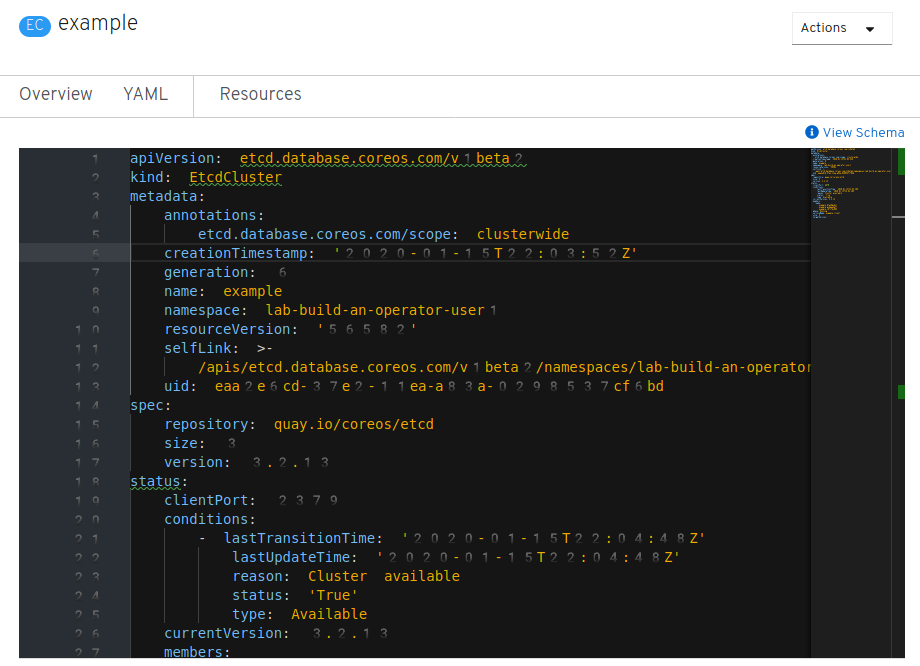 EC example
Actions
Overview YAML Resources
View Schema
1 apiVersion: etcd.database.coreos.com/v1beta2
2 kind: EtcdCluster
3 metadata:
4 annotations:
5 etcd.database.coreos.com/scope: clusterwide
6 creationTimestamp: '2020-01-15T22:03:52Z'
7 generation: 6
8 name: example
9 namespace: lab-build-an-operator-user1
10 resourceVersion: '56582'
11 selfLink: >-
12 /apis/etcd.database.coreos.com/v1beta2/namespaces/lab-build-an-operator
13 uid: eaa2e6cd-37e2-11ea-a83a-0298537cf6bd
14 spec:
15 repository: quay.io/coreos/etcd
16 size: 3
17 version: 3.2.13
18 status:
19 clientPort: 2379
20 conditions:
21 - lastTransitionTime: '2020-01-15T22:04:48Z'
22 lastUpdateTime: '2020-01-15T22:04:48Z'
23 reason: Cluster available
24 status: 'True'
25 type: Available
26 currentVersion: 3.2.13
27 members: